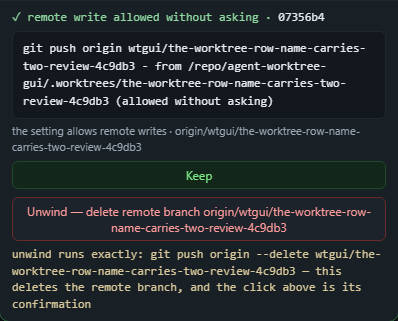 ✓ remote write allowed without asking · 07356b4
git push origin wtgui/the-worktree-row-name-carries-
two-review-4c9db3 - from /repo/agent-worktree-
gui/.worktrees/the-worktree-row-name-carries-two-
review-4c9db3 (allowed without asking)
the setting allows remote writes · origin/wtgui/the-worktree-row-name-
carries-two-review-4c9db3
Keep
Unwind — delete remote branch origin/wtgui/the-worktree-row-
name-carries-two-review-4c9db3
unwind runs exactly: git push origin --delete wtgui/the-
worktree-row-name-carries-two-review-4c9db3 — this
deletes the remote branch, and the click above is its
confirmation